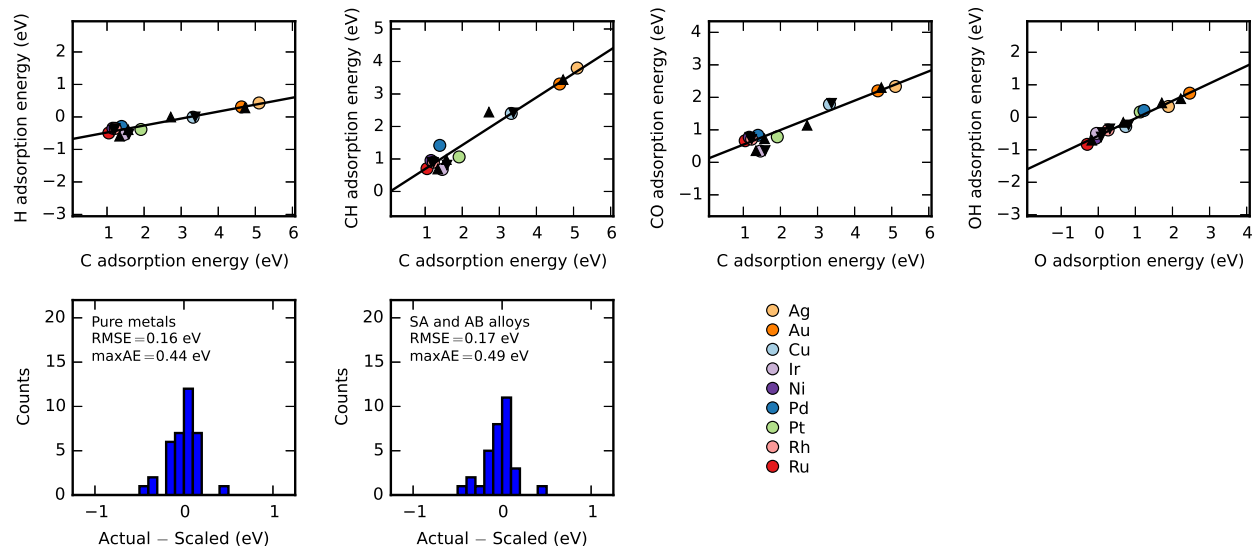 H adsorption energy (eV)
2
1
0
−1
−2
−3
1 2 3 4 5 6
C adsorption energy (eV)
CH adsorption energy (eV)
5
4
3
2
1
0
1 2 3 4 5 6
C adsorption energy (eV)
CO adsorption energy (eV)
4
3
2
1
0
−1
1 2 3 4 5 6
C adsorption energy (eV)
OH adsorption energy (eV)
2
1
0
−1
−2
−3
−1 0 1 2 3 4
O adsorption energy (eV)
Counts
20
15
10
5
0
Pure metals
RMSE=0.16 eV
maxAE=0.44 eV
−1 0 1
Actual − Scaled (eV)
Counts
20
15
10
5
0
SA and AB alloys
RMSE=0.17 eV
maxAE=0.49 eV
−1 0 1
Actual − Scaled (eV)
Ag
Au
Cu
Ir
Ni
Pd
Pt
Rh
Ru